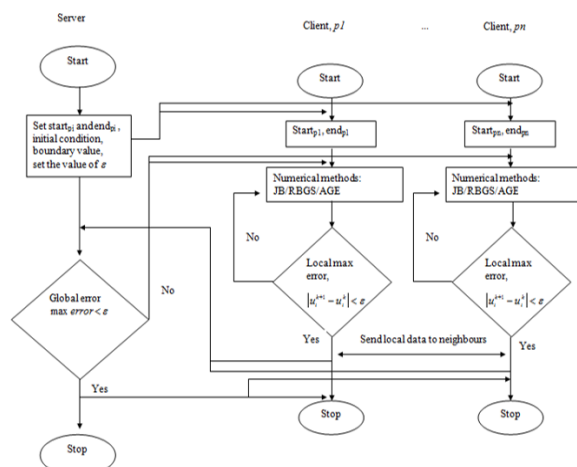 Server
Client, p1
...
Client, pn
Start
Start
Start
Set start_pi and end_pi,
initial condition,
boundary value,
set the value of ε
Start_p1, end_p1
Start_pn, end_pn
Numerical methods:
JB/RBGS/AGE
Numerical methods:
JB/RBGS/AGE
No
No
Local max
error,
|u_i^{k+1} - u_i^k| < ε
Local max
error,
|u_i^{k+1} - u_i^k| < ε
Global error
max error < ε
No
Yes
Send local data to neighbours
Yes
Yes
Stop
Stop
Stop